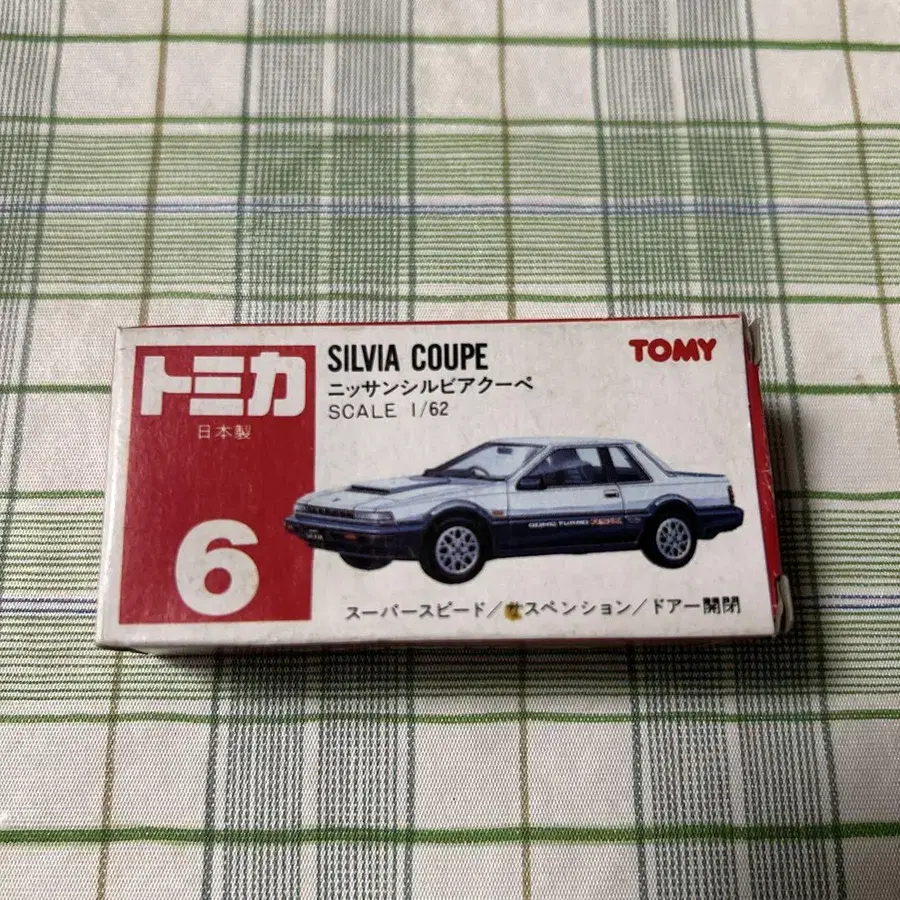 トミカ
日本製
6
SILVIA COUPE
ニッサンシルビアクーペ
SCALE 1/62
TOMY
スーパースピード/サスペンション/ドアー開閉